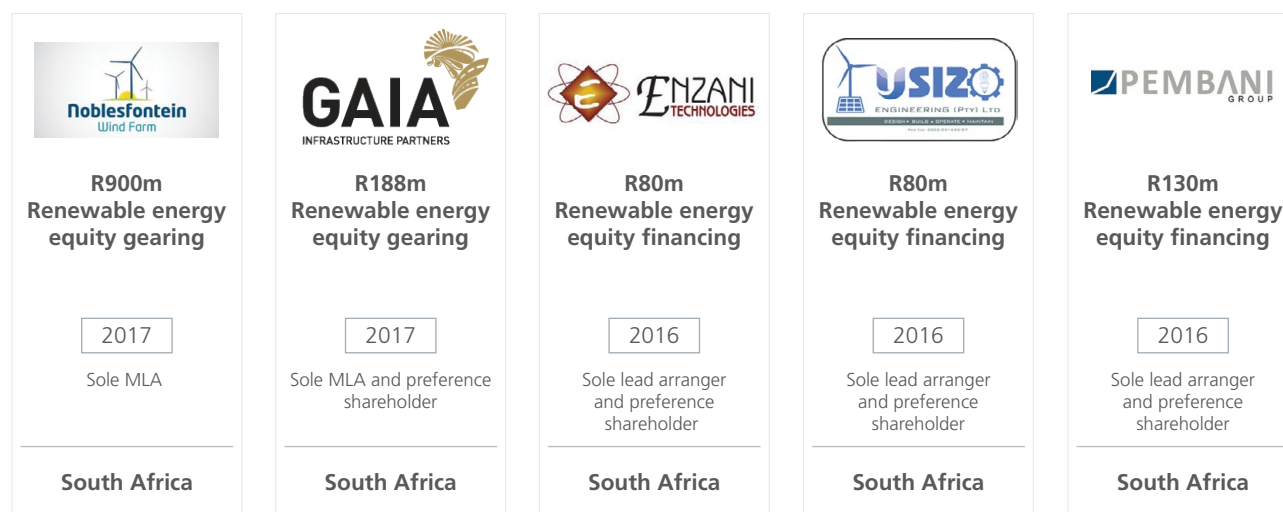 Noblesfontein
Wind Farm
R900m
Renewable energy
equity gearing
2017
Sole MLA
South Africa
GAIA
INFRASTRUCTURE PARTNERS
R188m
Renewable energy
equity gearing
2017
Sole MLA and preference
shareholder
South Africa
E
ENZANI
TECHNOLOGIES
R80m
Renewable energy
equity financing
2016
Sole lead arranger
and preference
shareholder
South Africa
USIZO
ENGINEERING (PTY) LTD
DESIGN • BUILD • OPERATE • MAINTAIN
R80m
Renewable energy
equity financing
2016
Sole lead arranger
and preference
shareholder
South Africa
PEMBANI
GROUP
R130m
Renewable energy
equity financing
2016
Sole lead arranger
and preference
shareholder
South Africa